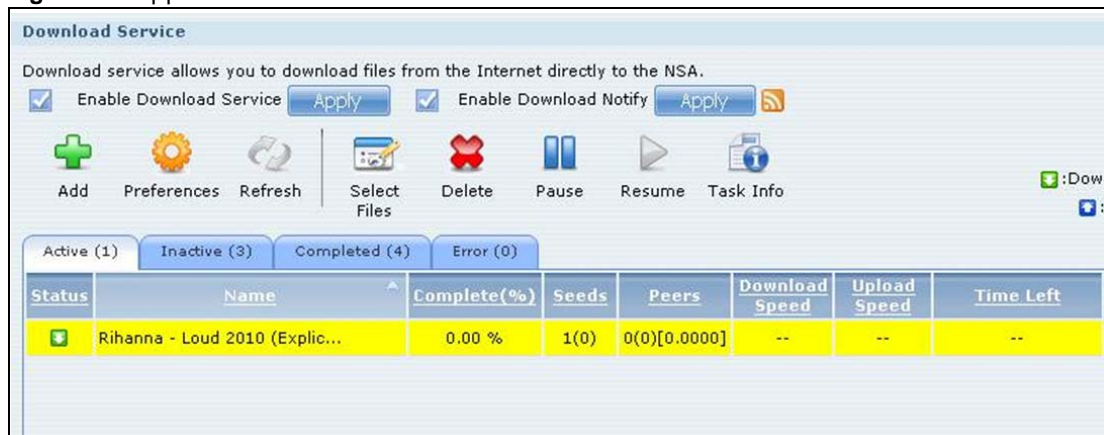 Download Service
Download service allows you to download files from the Internet directly to the NSA.
Enable Download Service Apply Enable Download Notify Apply
Add Preferences Refresh Select Files Delete Pause Resume Task Info
:Dow
:
Active (1) Inactive (3) Completed (4) Error (0)
Status Name Complete(%) Seeds Peers Download Speed Upload Speed Time Left
Rihanna - Loud 2010 (Explic... 0.00 % 1(0) 0(0)[0.0000] -- -- --